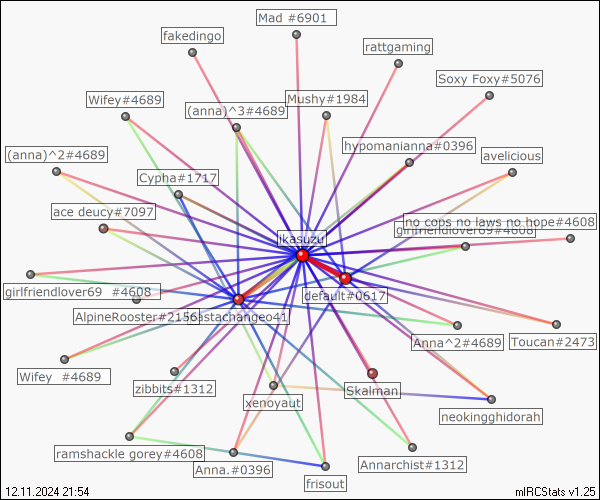 Mad #6901
fakedingo
rattgaming
Soxy Foxy#5076
Wifey#4689
(anna)^3#4689
Mushy#1984
hypomanianna#0396
(anna)^2#4689
avelicious
Cypha#1717
ace deucy#7097
no cops no laws no hope#4608
girlfriendlover69#4608
jkasuzu
girlfriendlover69 #4608
default#0617
AlpineRooster#2156
bastachangeo41
Anna^2#4689
Toucan#2473
Wifey #4689
zibbits#1312
xenoyaut
Skalman
neokingghidorah
ramshackle gorey#4608
Anna.#0396
Annarchist#1312
frisout
12.11.2024 21:54
mIRCStats v1.25